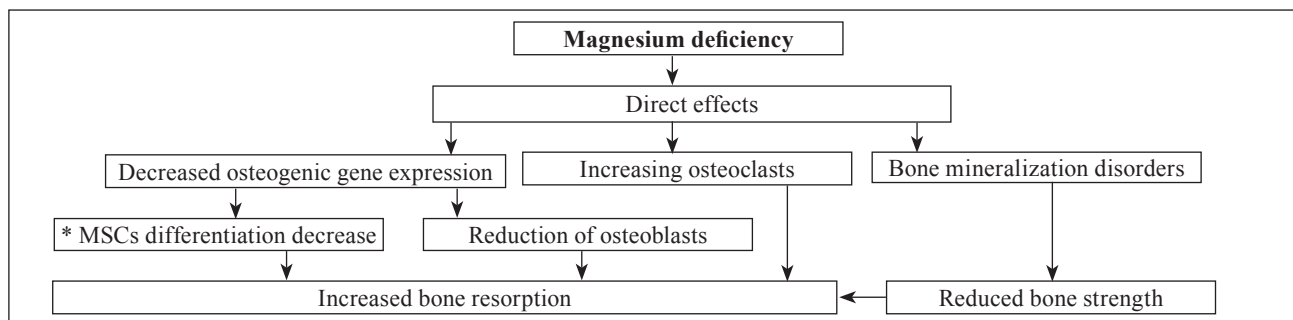 Magnesium deficiency
Direct effects
Decreased osteogenic gene expression
Increasing osteoclasts
Bone mineralization disorders
* MSCs differentiation decrease
Reduction of osteoblasts
Increased bone resorption
Reduced bone strength